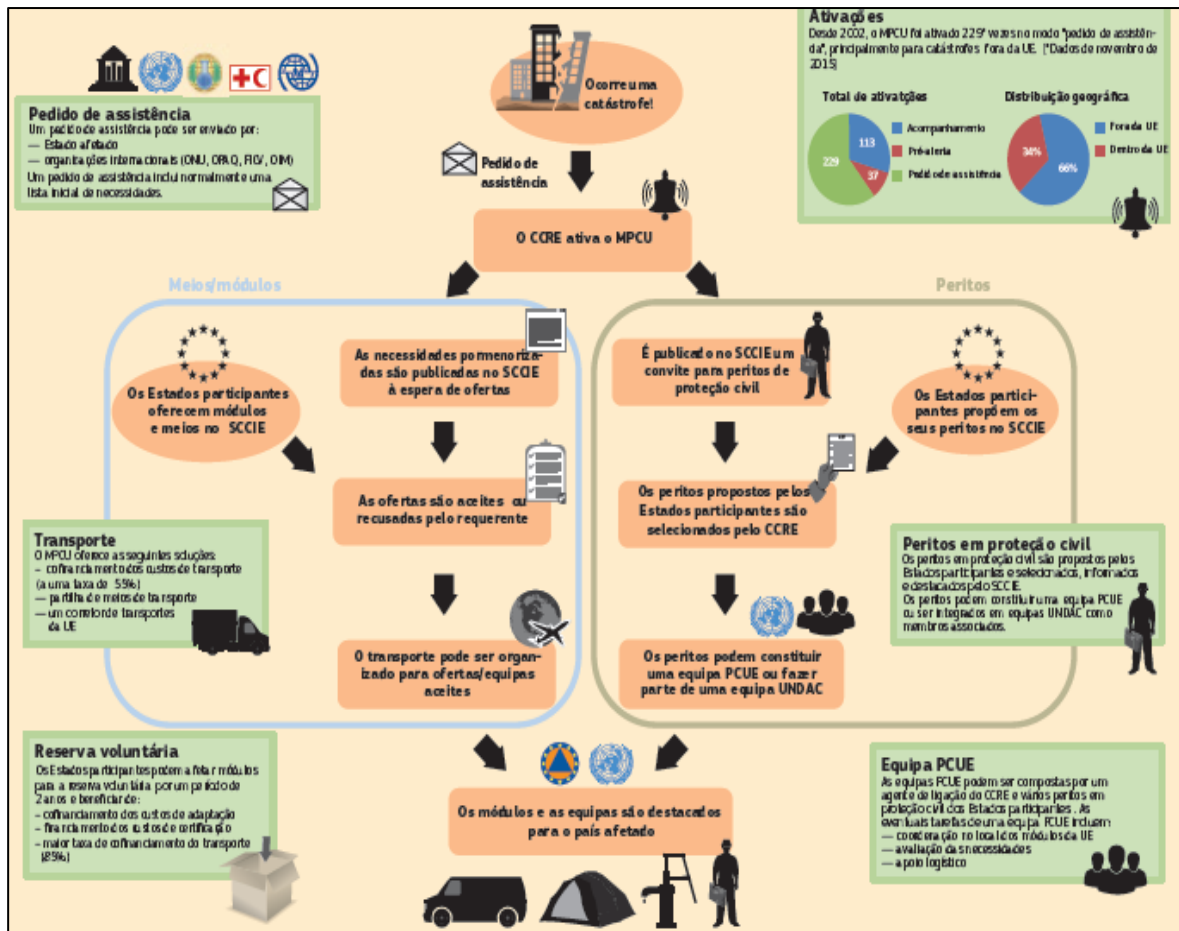 Pedido de assistência
Um pedido de assistência pode ser enviado por:
— Estado afetado
— organizações internacionais (ONU, OPAQ, FICV, OIM)
Um pedido de assistência inclui normalmente uma
lista inicial de necessidades.
Ocorre uma
catástrofe!
Pedido de
assistência
Ativações
Desde 2002, o MPCU foi ativado 229* vezes no modo "pedido de assistên-
cia", principalmente para catástrofes fora da UE. (*Dados de novembro de
2015)
Total de ativatções
113
37
229
Acompanhamento
Pré-alerta
Pedido de assistência
Distribuição geográfica
34%
66%
Fora da UE
Dentro da UE
O CCRE ativa o MPCU
Meios/módulos
Os Estados participantes
oferecem módulos
e meios no SCCIE
As necessidades pormenoriza-
das são publicadas no SCCIE
à espera de ofertas
As ofertas são aceites ou
recusadas pelo requerente
O transporte pode ser orga-
nizado para ofertas/equipas
aceites
Peritos
É publicado no SCCIE um
convite para peritos de
proteção civil
Os Estados partici-
pantes propõem os
seus peritos no SCCIE
Os peritos propostos pelos
Estados participantes são
selecionados pelo CCRE
Os peritos podem constituir
uma equipa PCUE ou fazer
parte de uma equipa UNDAC
Transporte
O MPCU oferece as seguintes soluções:
– cofinanciamento dos custos de transporte
(a uma taxa de 55%)
— partilha de meios de transporte
— um corretor de transportes
da UE
Peritos em proteção civil
Os peritos em proteção civil são propostos pelos
Estados participantes e selecionados, informados
e destacados pelo SCCIE.
Os peritos podem constituir uma equipa PCUE
ou ser integrados em equipas UNDAC como
membros associados.
Reserva voluntária
Os Estados participantes podem afetar módulos
para a reserva voluntária por um período de
2 anos e beneficiar de:
– cofinanciamento dos custos de adaptação
– financiamento dos custos de certificação
– maior taxa de cofinanciamento do transporte
(85%)
Os módulos e as equipas são destacados
para o país afetado
Equipa PCUE
As equipas PCUE podem ser compostas por um
agente de ligação do CCRE e vários peritos em
proteção civil dos Estados participantes. As
eventuais tarefas de uma equipa PCUE incluem:
— coordenação no local dos módulos da UE
— avaliação das necessidades
— apoio logístico